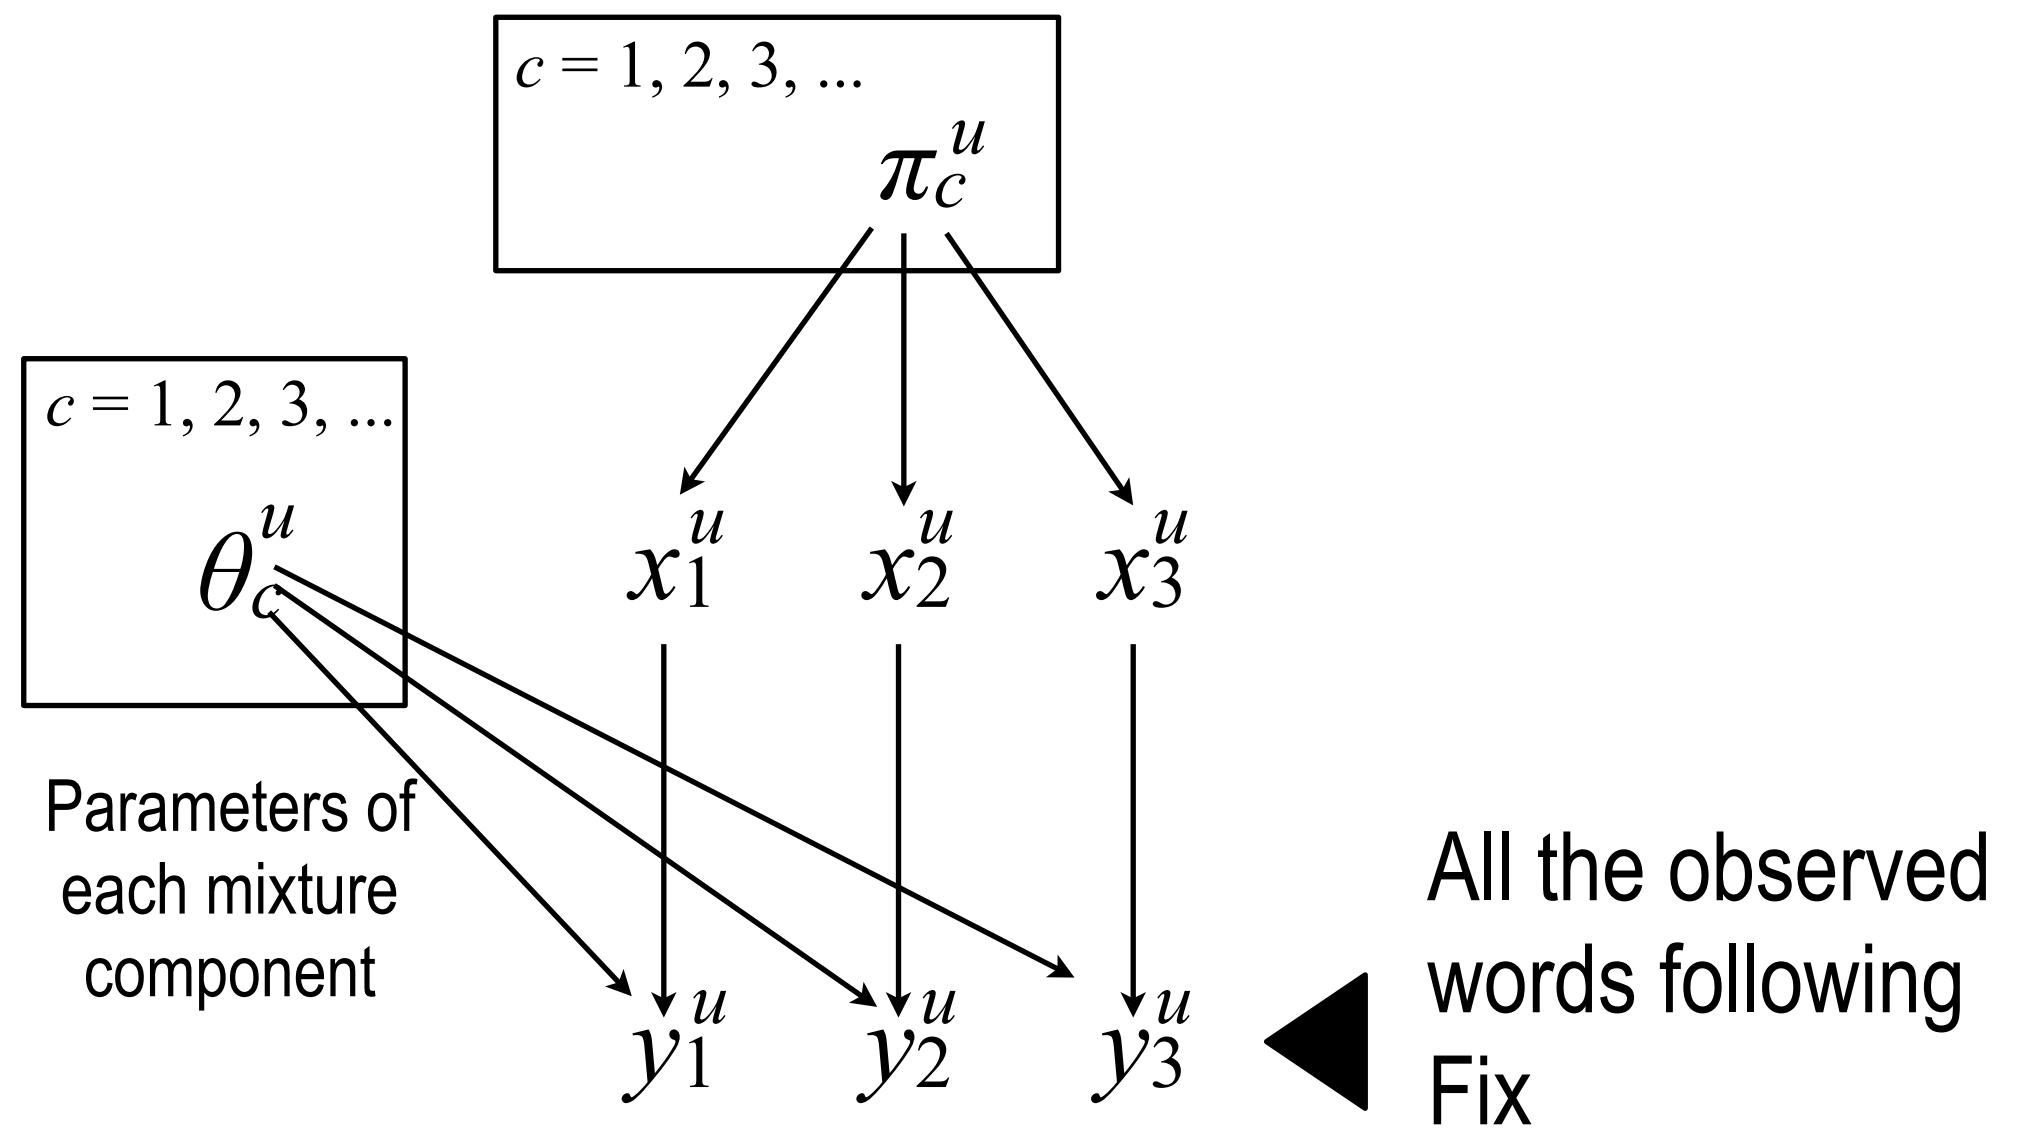 c = 1, 2, 3, ...
π_c^u
c = 1, 2, 3, ...
θ_c^u
x_1^u x_2^u x_3^u
Parameters of
each mixture
component
y_1^u y_2^u y_3^u
All the observed
words following
Fix